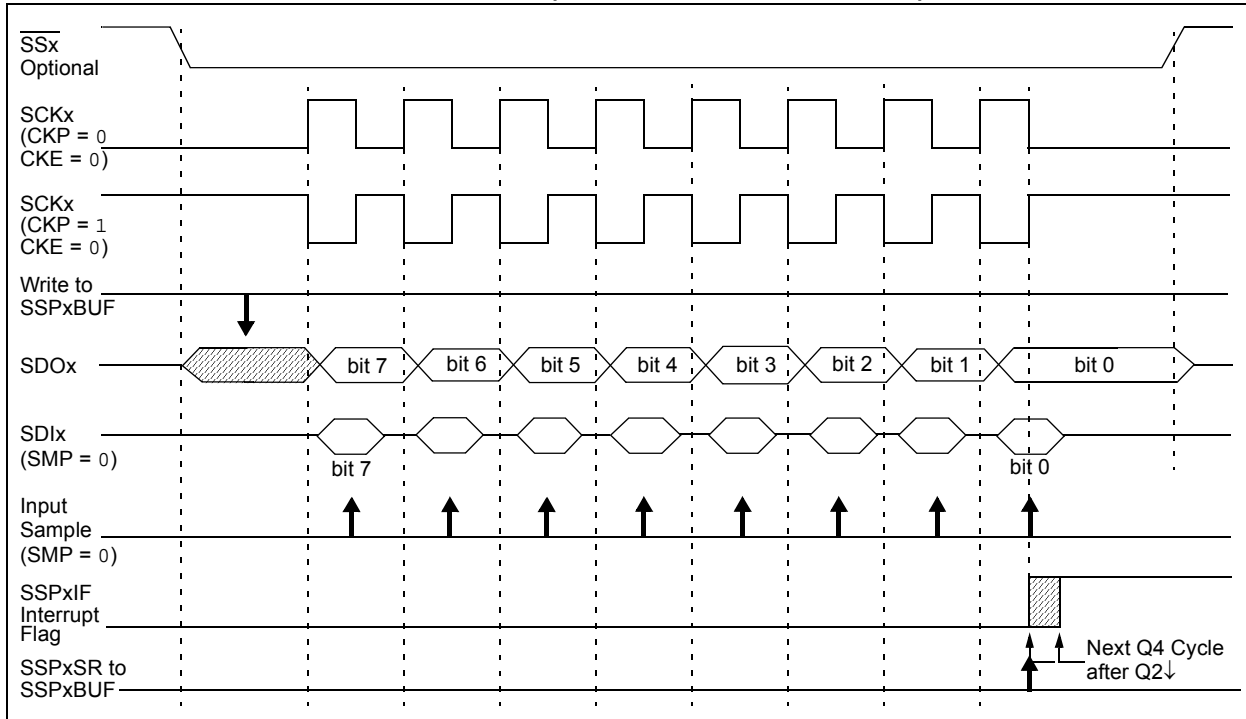 SSx
Optional
SCKx
(CKP = 0
CKE = 0)
SCKx
(CKP = 1
CKE = 0)
Write to
SSPxBUF
SDOx
bit 7
bit 6
bit 5
bit 4
bit 3
bit 2
bit 1
bit 0
SDIx
(SMP = 0)
bit 7
bit 0
Input
Sample
(SMP = 0)
SSPxIF
Interrupt
Flag
Next Q4 Cycle
after Q2↓
SSPxSR to
SSPxBUF